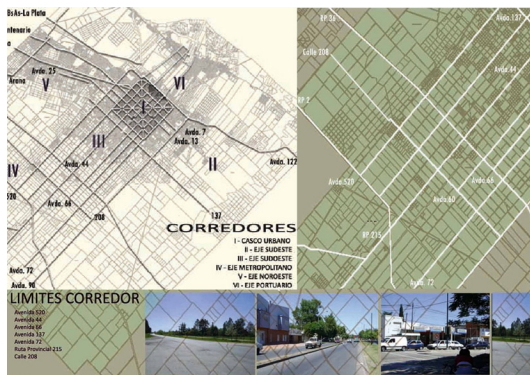 BsAs-La Plata
ntenario
Avda. 25
Arana
V
VI
I
III
II
IV
Avda. 7
Avda. 13
Avda. 122
Avda. 44
520
Avda. 66
208
137
Avda. 72
Avda. 90
CORREDORES
I - CASCO URBANO
II - EJE SUDESTE
III - EJE SUDOESTE
IV - EJE METROPOLITANO
V - EJE NOROESTE
VI - EJE PORTUARIO
RP 36
Calle 208
RP 2
Avda.137
Avda.44
Avda.520
Avda.66
Avda.60
RP 215
Avda.72
LIMITES CORREDOR
Avenida 520
Avenida 44
Avenida 66
Avenida 137
Avenida 72
Ruta Provincial 215
Calle 208